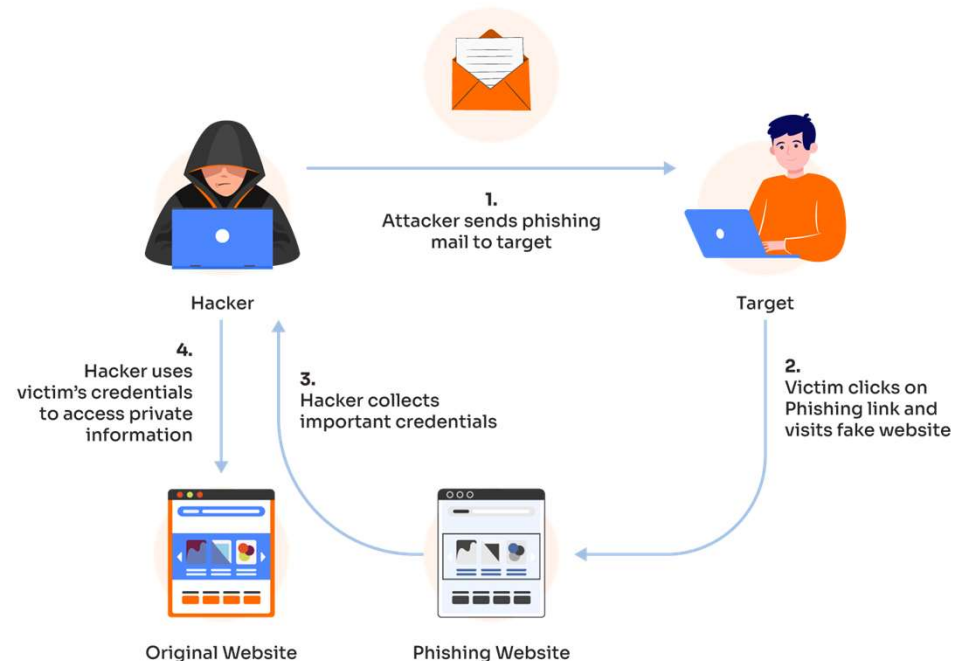 1.
Attacker sends phishing
mail to target
Hacker
Target
4.
Hacker uses
victim’s credentials
to access private
information
3.
Hacker collects
important credentials
2.
Victim clicks on
Phishing link and
visits fake website
Original Website
Phishing Website